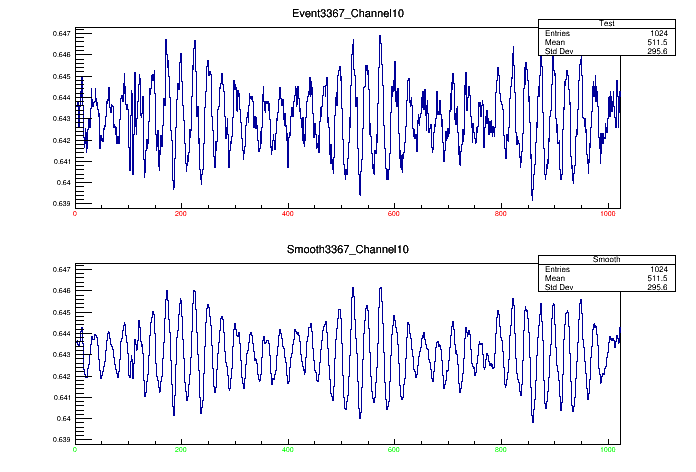 Event3367_Channel10
Test
Entries 1024
Mean 511.5
Std Dev 295.6
0.647
0.646
0.645
0.644
0.643
0.642
0.641
0.64
0.639
0 200 400 600 800 1000
Smooth3367_Channel10
Smooth
Entries 1024
Mean 511.5
Std Dev 295.6
0.647
0.646
0.645
0.644
0.643
0.642
0.641
0.64
0.639
0 200 400 600 800 1000